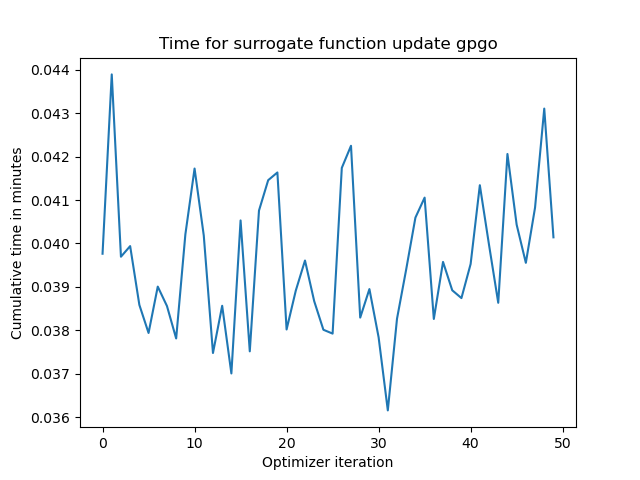 Time for surrogate function update gpgo
0.044
0.043
0.042
0.041
0.040
0.039
0.038
0.037
0.036
Cumulative time in minutes
0 10 20 30 40 50
Optimizer iteration